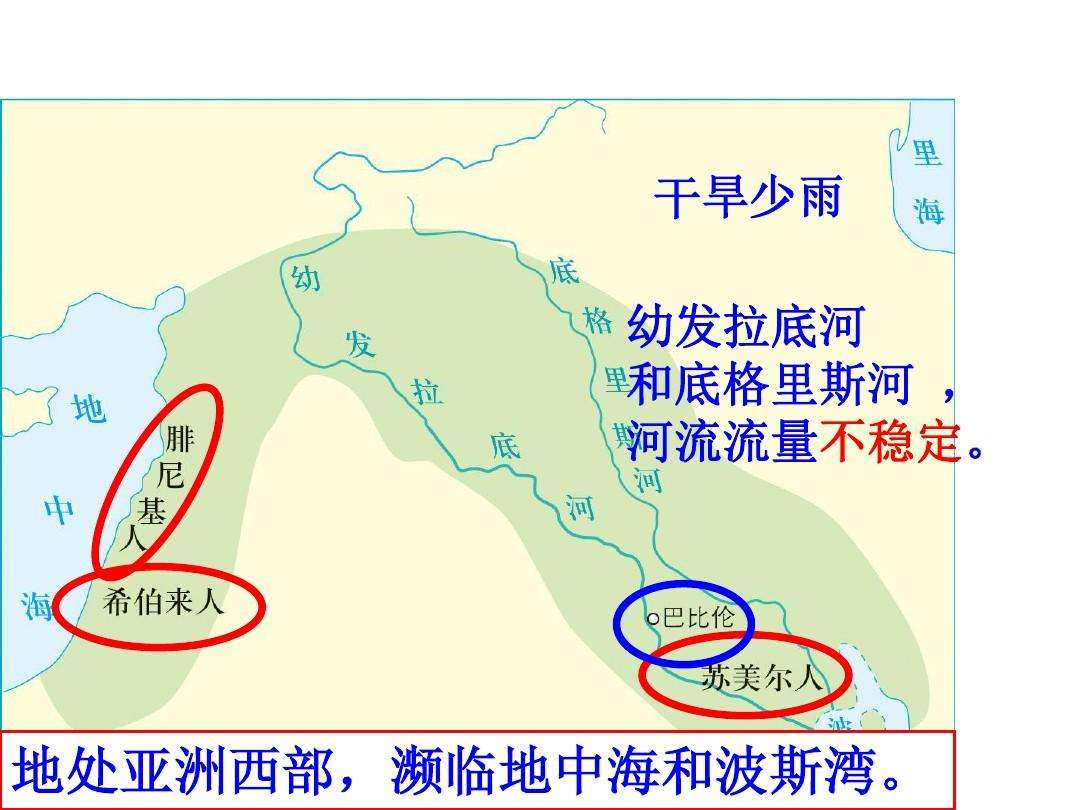 里海
干旱少雨
幼发拉底河
底格里斯河
幼发拉底河
和底格里斯河，
河流流量不稳定。
地中海
腓尼基人
希伯来人
巴比伦
苏美尔人
波
地处亚洲西部，濒临地中海和波斯湾。